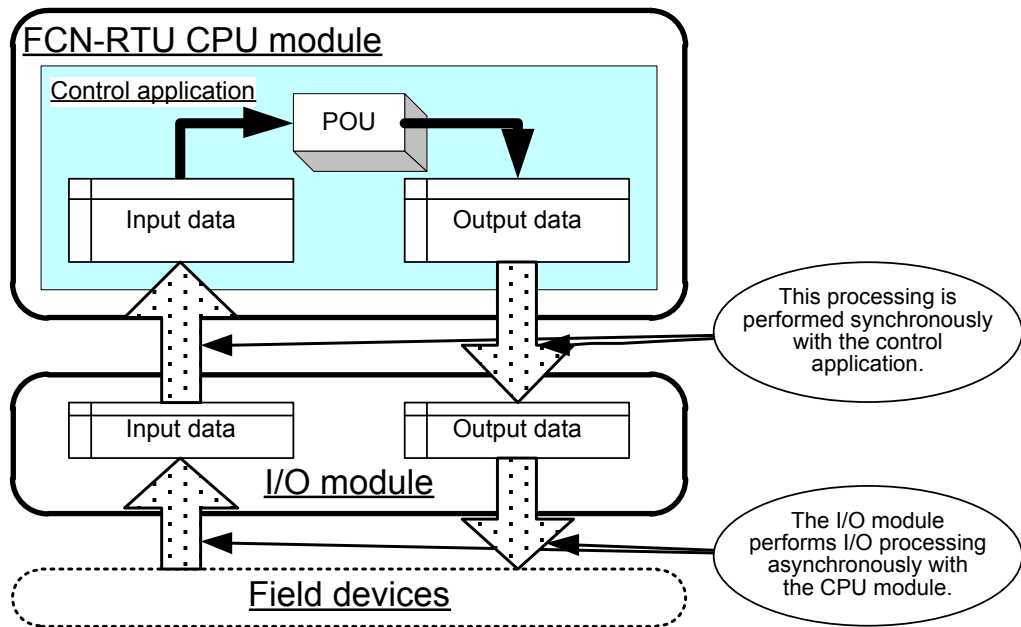 FCN-RTU CPU module
Control application
POU
Input data
Output data
This processing is
performed synchronously
with the control
application.
Input data
Output data
I/O module
The I/O module
performs I/O processing
asynchronously with
the CPU module.
Field devices